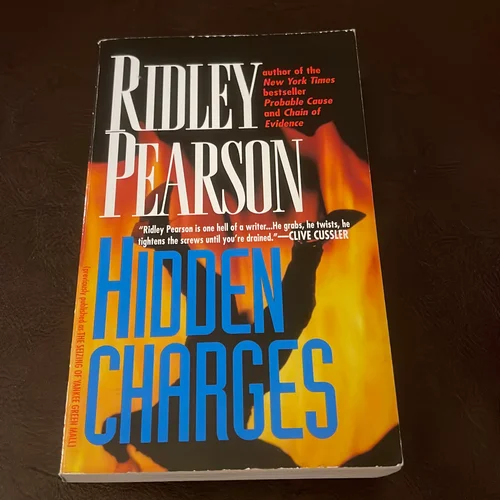 RIDLEY
PEARSON
author of the
New York Times
bestseller
Probable Cause
and Chain of
Evidence
"Ridley Pearson is one hell of a writer...He grabs, he twists, he
tightens the screws until you're drained."—CLIVE CUSSLER
HIDDEN
CHARGES
(previously published as THE SEIZING OF YANKEE GREEN MALL)